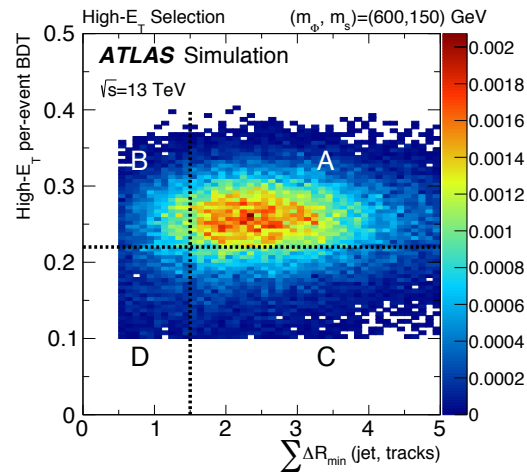 High-E_T Selection (m_Φ, m_s)=(600,150) GeV
ATLAS Simulation
√s=13 TeV
B A
D C
High-E_T per-event BDT
0.5
0.4
0.3
0.2
0.1
0
0 1 2 3 4 5
∑ ΔR_min (jet, tracks)
0.002
0.0018
0.0016
0.0014
0.0012
0.001
0.0008
0.0006
0.0004
0.0002
0